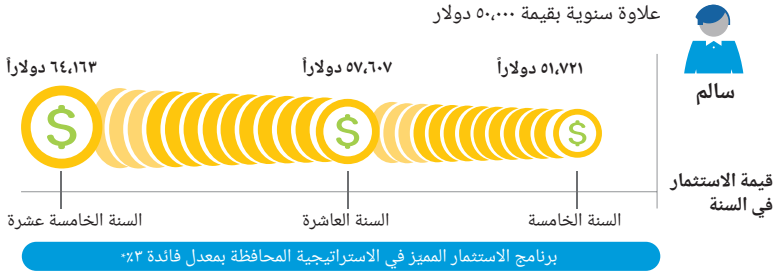 علاوة سنوية بقيمة ٥٠،٠٠٠ دولار
سالم
٥١،٧٢١ دولاراً
٥٧،٦٠٧ دولاراً
٦٤،١٦٣ دولاراً
$
$
$
قيمة الاستثمار
في السنة
السنة الخامسة
السنة العاشرة
السنة الخامسة عشرة
برنامج الاستثمار المميّز في الاستراتيجية المحافظة بمعدل فائدة ٣٪*